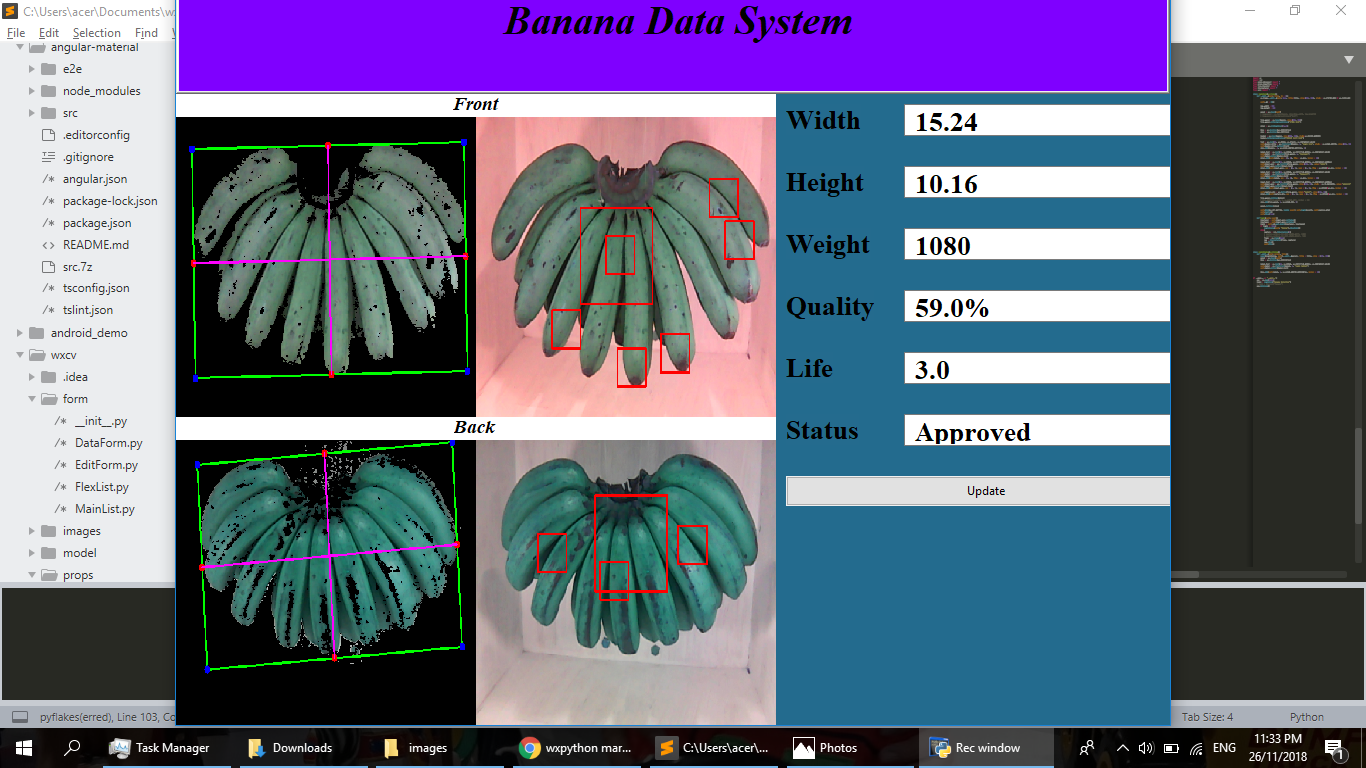 C:\Users\acer\Documents\wx
Banana Data System
File Edit Selection Find
angular-material
e2e
node_modules
src
.editorconfig
.gitignore
angular.json
package-lock.json
package.json
README.md
src.7z
tsconfig.json
tslint.json
android_demo
wxcv
.idea
form
__init__.py
DataForm.py
EditForm.py
FlexList.py
MainList.py
images
model
props
Front
Back
Width 15.24
Height 10.16
Weight 1080
Quality 59.0%
Life 3.0
Status Approved
Update
pyflakes(erred), Line 103, Co
Tab Size: 4 Python
Task Manager Downloads images wxpython mar... C:\Users\acer\... Photos Rec window ENG 11:33 PM
26/11/2018 1